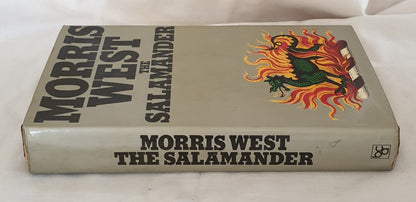 MORRIS
WEST
THE
SALAMANDER
MORRIS WEST
THE SALAMANDER